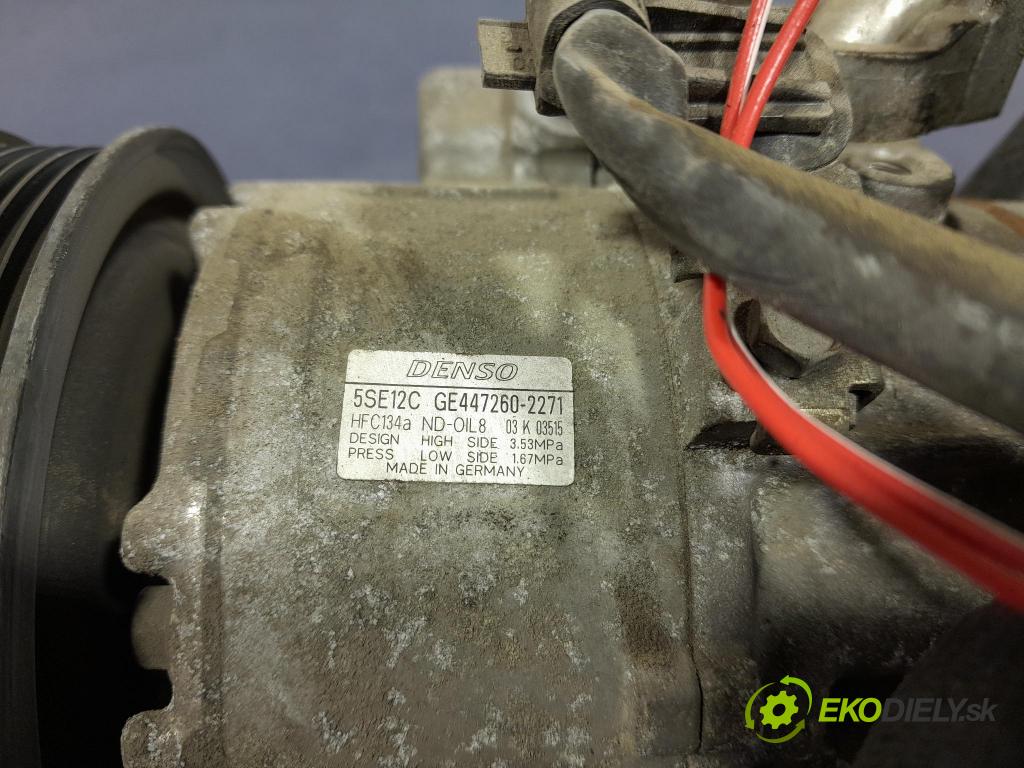 DENSO
5SE12C GE447260-2271
HFC134a ND-OIL8 03 K 03515
DESIGN HIGH SIDE 3.53MPa
PRESS LOW SIDE 1.67MPa
MADE IN GERMANY
EKODIELY.sk